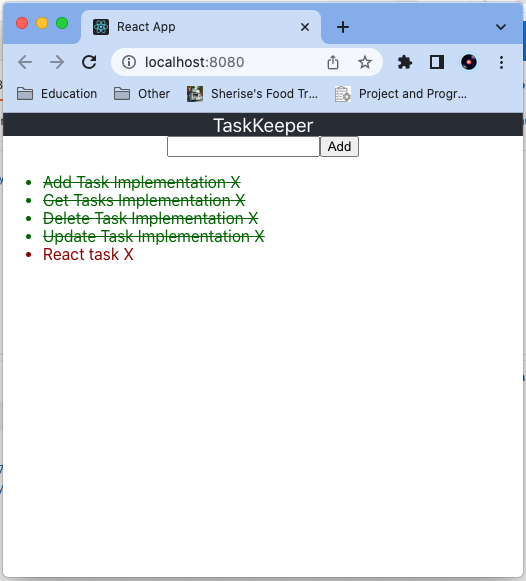 React App
localhost:8080
Education Other Sherise's Food Tr... Project and Progr...
TaskKeeper
Add
Add Task Implementation X
Get Tasks Implementation X
Delete Task Implementation X
Update Task Implementation X
React task X